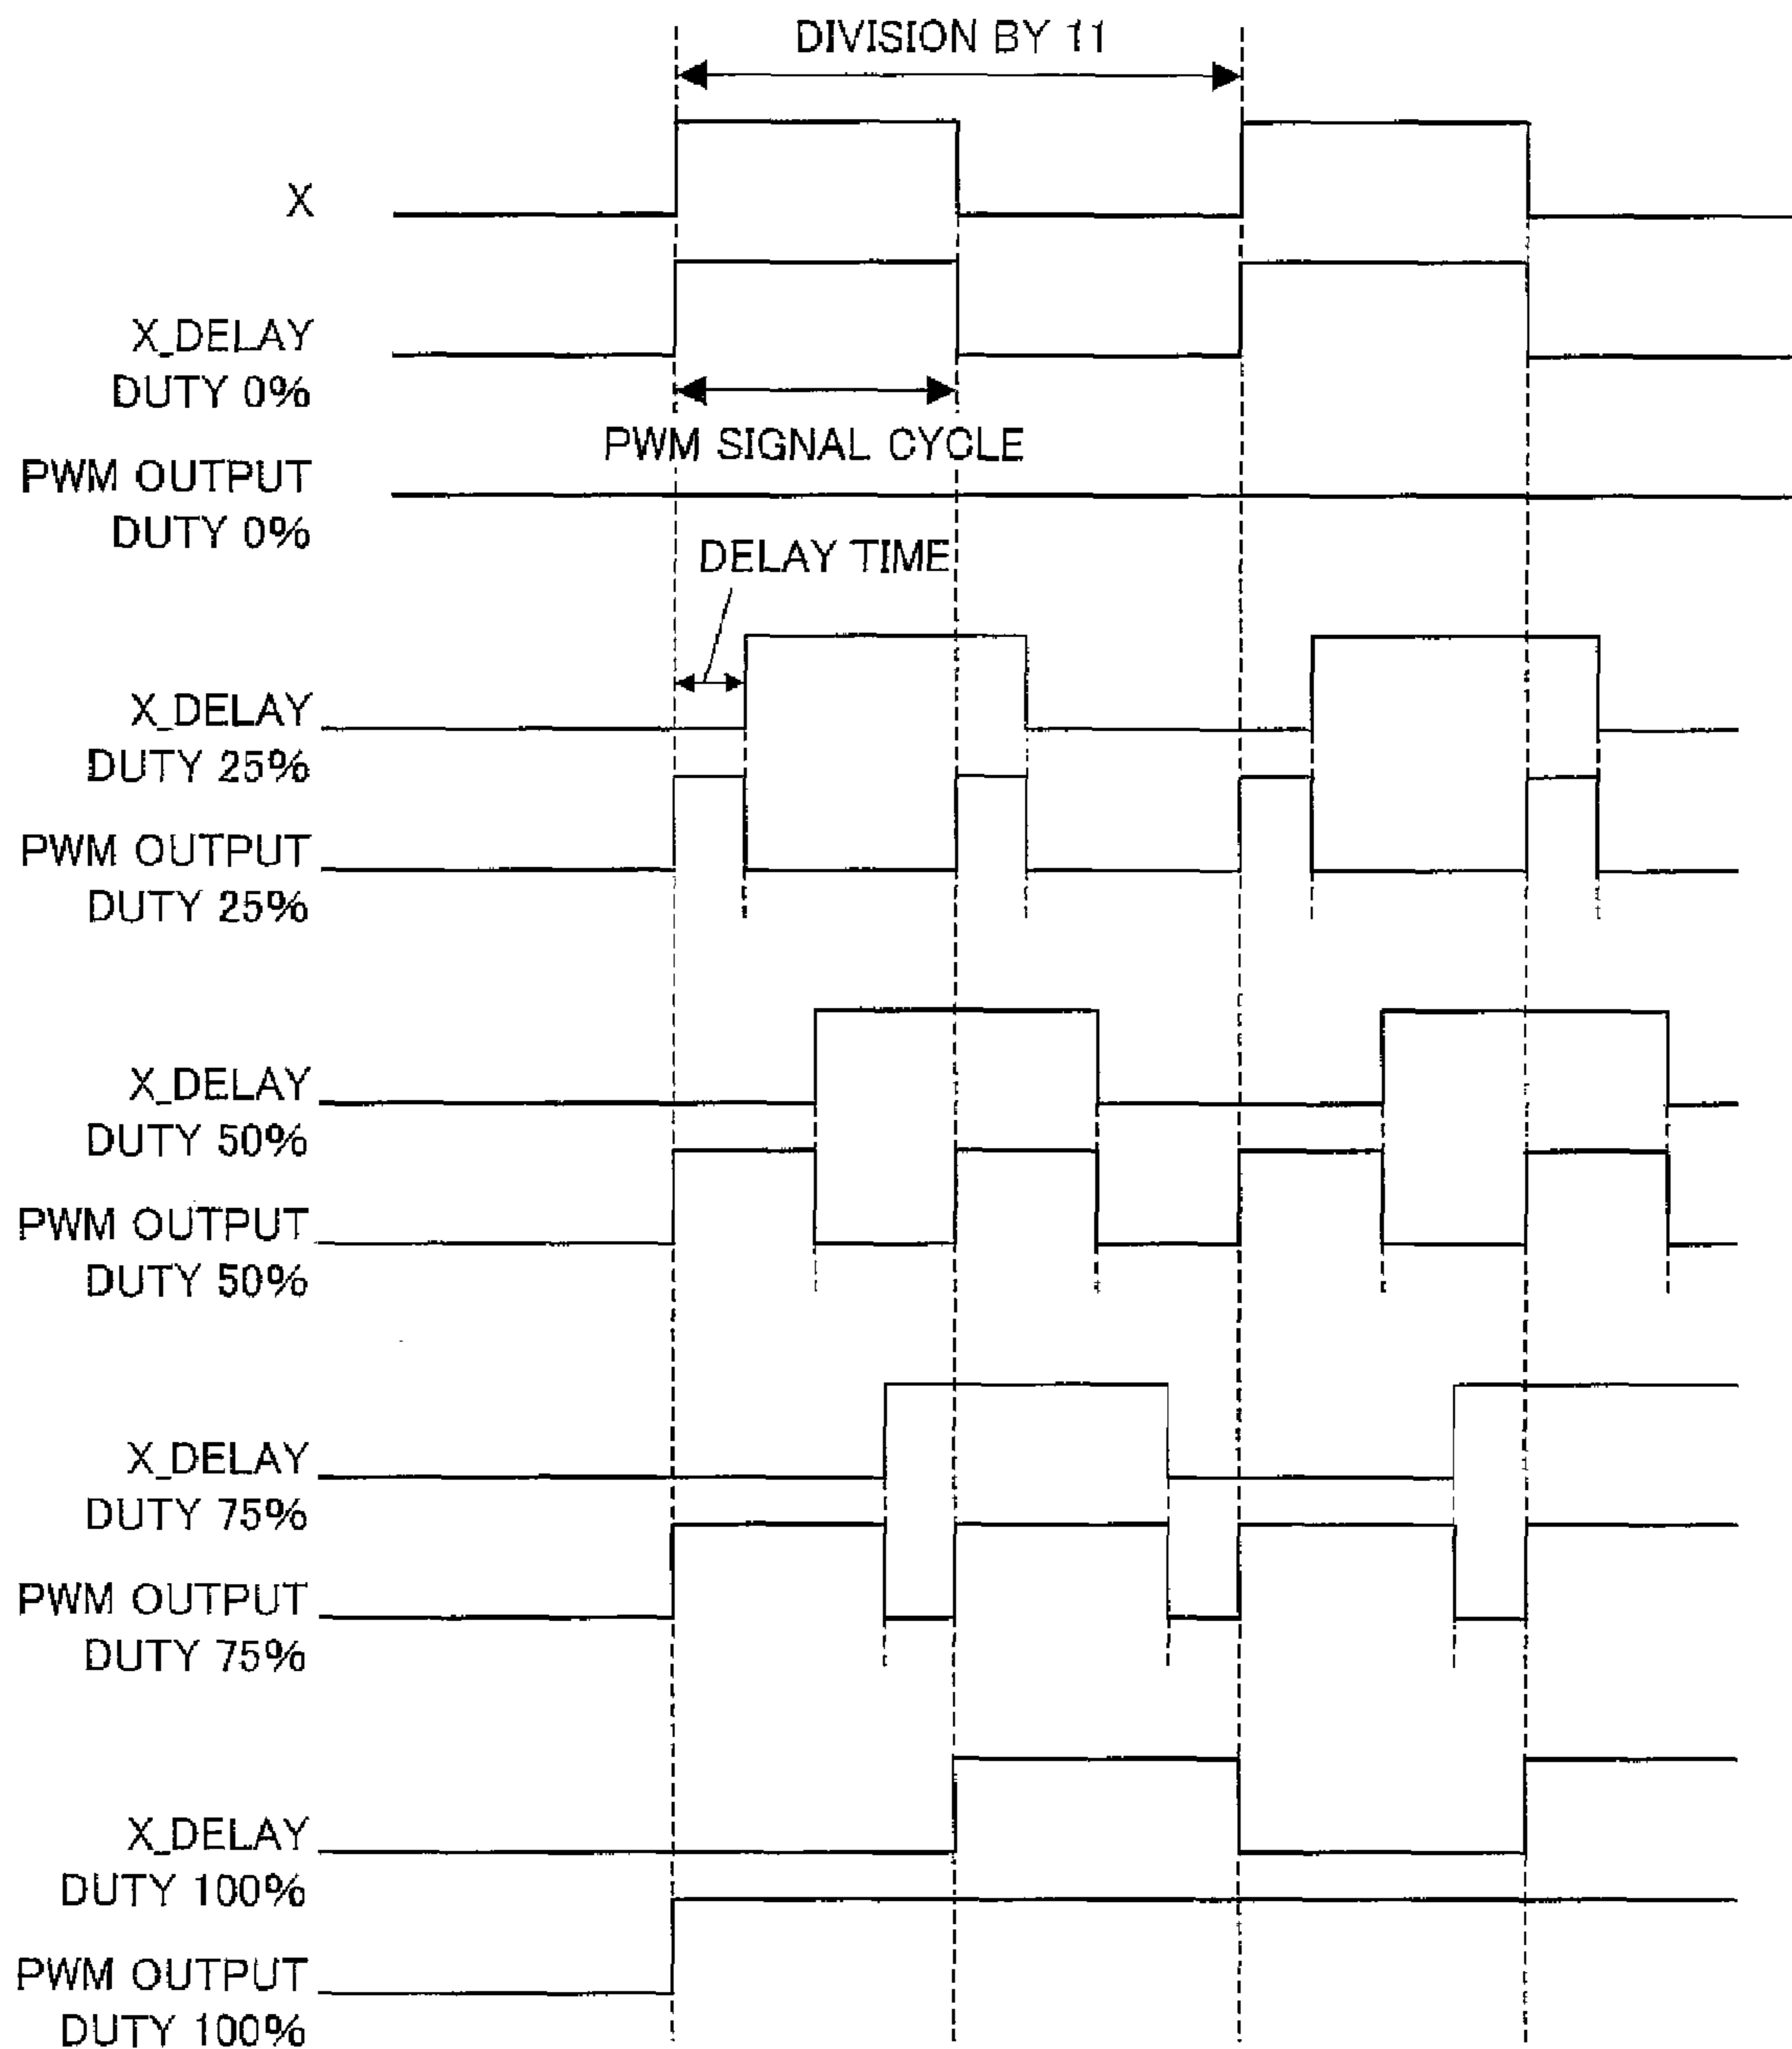 DIVISION BY 11
X
X_DELAY
DUTY 0%
PWM SIGNAL CYCLE
PWM OUTPUT
DUTY 0%
DELAY TIME
X_DELAY
DUTY 25%
PWM OUTPUT
DUTY 25%
X_DELAY
DUTY 50%
PWM OUTPUT
DUTY 50%
X_DELAY
DUTY 75%
PWM OUTPUT
DUTY 75%
X_DELAY
DUTY 100%
PWM OUTPUT
DUTY 100%